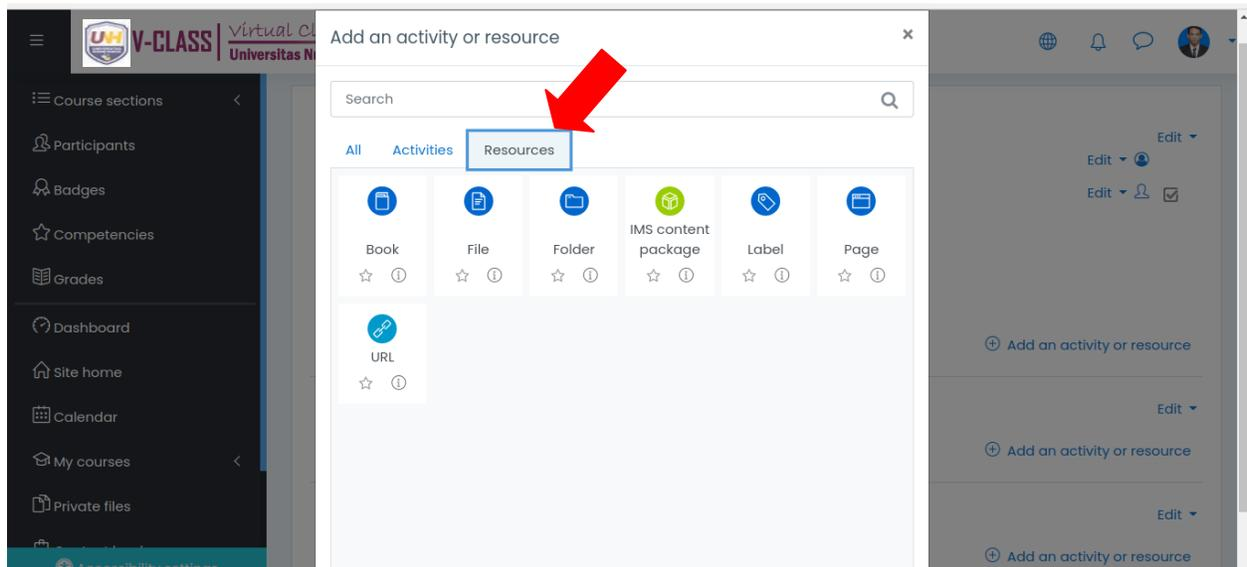 UNH
V-CLASS
Virtual Cl
Universitas Nu
Course sections
Participants
Badges
Competencies
Grades
Dashboard
Site home
Calendar
My courses
Private files
Add an activity or resource
×
Search
All Activities Resources
Book
File
Folder
IMS content
package
Label
Page
URL
Edit
Edit
Edit
Add an activity or resource
Edit
Add an activity or resource
Edit
Add an activity or resource